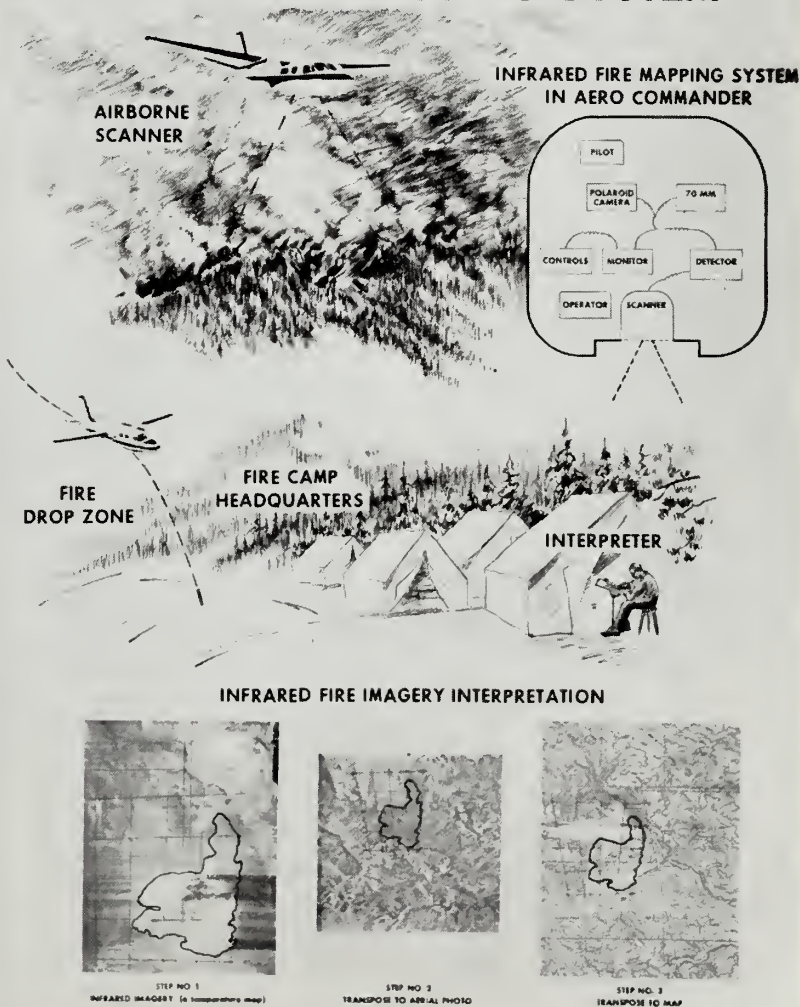 AIRBORNE
SCANNER
INFRARED FIRE MAPPING SYSTEM
IN AERO COMMANDER
PILOT
POLAROID
CAMERA
70 MM
CONTROLS
MONITOR
DETECTOR
OPERATOR
SCANNER
FIRE
DROP ZONE
FIRE CAMP
HEADQUARTERS
INTERPRETER
INFRARED FIRE IMAGERY INTERPRETATION
STEP NO 1
INFRARED IMAGERY (a temperature map)
STEP NO 2
TRANSPOSE TO AERIAL PHOTO
STEP NO. 3
TRANSPOSE TO MAP